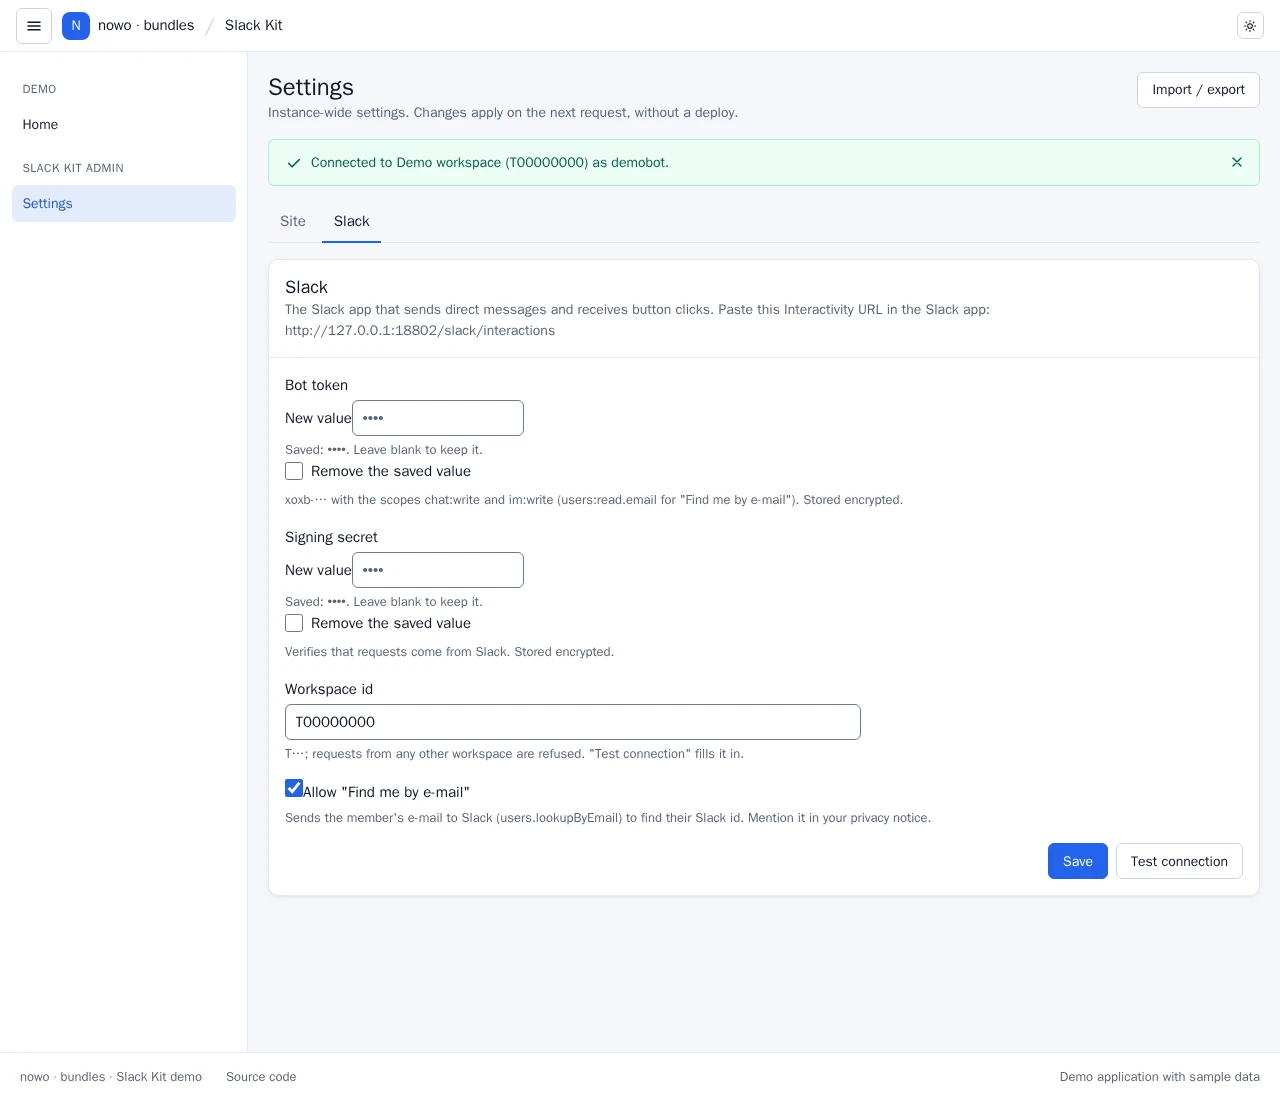 N nowo · bundles / Slack Kit
DEMO
Home
SLACK KIT ADMIN
Settings
Settings
Instance-wide settings. Changes apply on the next request, without a deploy.
Import / export
Connected to Demo workspace (T00000000) as demobot.
Site
Slack
Slack
The Slack app that sends direct messages and receives button clicks. Paste this Interactivity URL in the Slack app:
http://127.0.0.1:18802/slack/interactions
Bot token
New value ••••
Saved: ••••. Leave blank to keep it.
Remove the saved value
xoxb-… with the scopes chat:write and im:write (users:read.email for "Find me by e-mail"). Stored encrypted.
Signing secret
New value ••••
Saved: ••••. Leave blank to keep it.
Remove the saved value
Verifies that requests come from Slack. Stored encrypted.
Workspace id
T00000000
T…; requests from any other workspace are refused. "Test connection" fills it in.
Allow "Find me by e-mail"
Sends the member's e-mail to Slack (users.lookupByEmail) to find their Slack id. Mention it in your privacy notice.
Save
Test connection
nowo · bundles · Slack Kit demo
Source code
Demo application with sample data